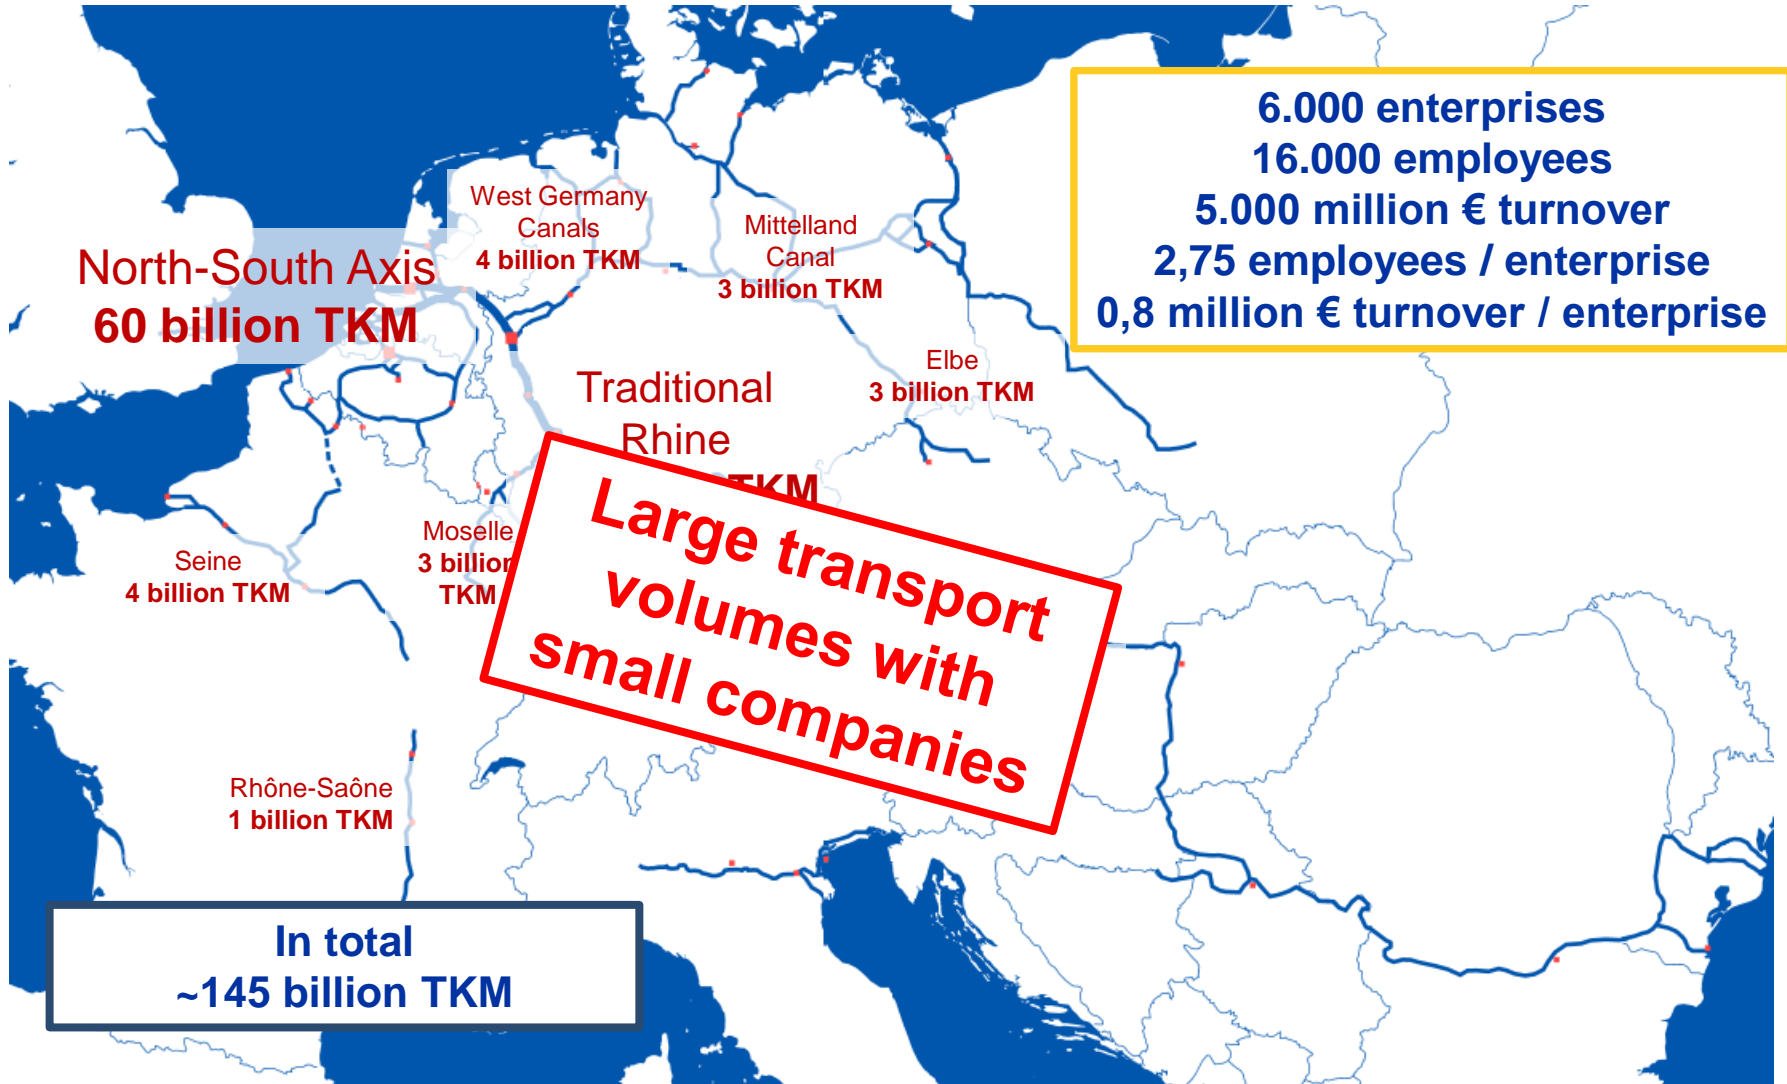 6.000 enterprises
16.000 employees
5.000 million € turnover
2,75 employees / enterprise
0,8 million € turnover / enterprise
West Germany
Canals
4 billion TKM
Mittelland
Canal
3 billion TKM
North-South Axis
60 billion TKM
Elbe
3 billion TKM
Traditional
Rhine
TKM
Large transport
volumes with
small companies
Moselle
3 billion
TKM
Seine
4 billion TKM
Rhône-Saône
1 billion TKM
In total
~145 billion TKM